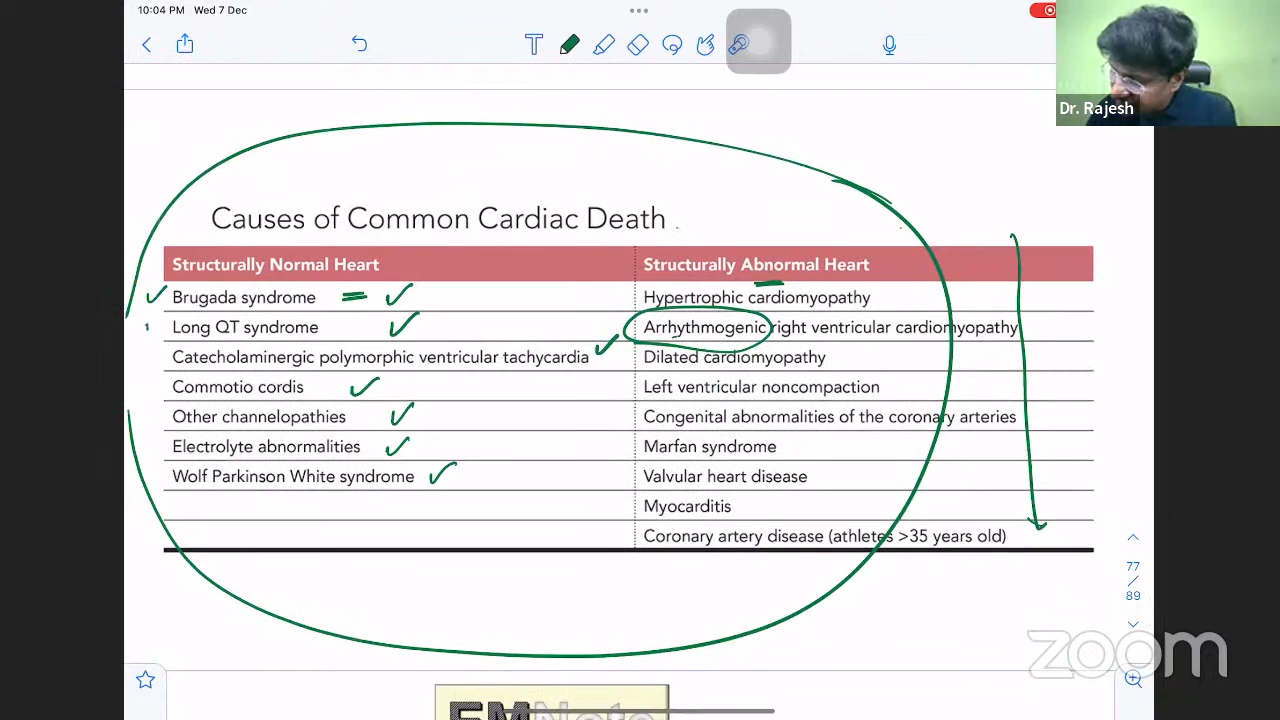 10:04 PM Wed 7 Dec
Dr. Rajesh
Causes of Common Cardiac Death
Structurally Normal Heart Structurally Abnormal Heart
Brugada syndrome Hypertrophic cardiomyopathy
Long QT syndrome Arrhythmogenic right ventricular cardiomyopathy
Catecholaminergic polymorphic ventricular tachycardia Dilated cardiomyopathy
Commotio cordis Left ventricular noncompaction
Other channelopathies Congenital abnormalities of the coronary arteries
Electrolyte abnormalities Marfan syndrome
Wolf Parkinson White syndrome Valvular heart disease
Myocarditis
Coronary artery disease (athletes >35 years old)
77
/
89
zoom
EMNote